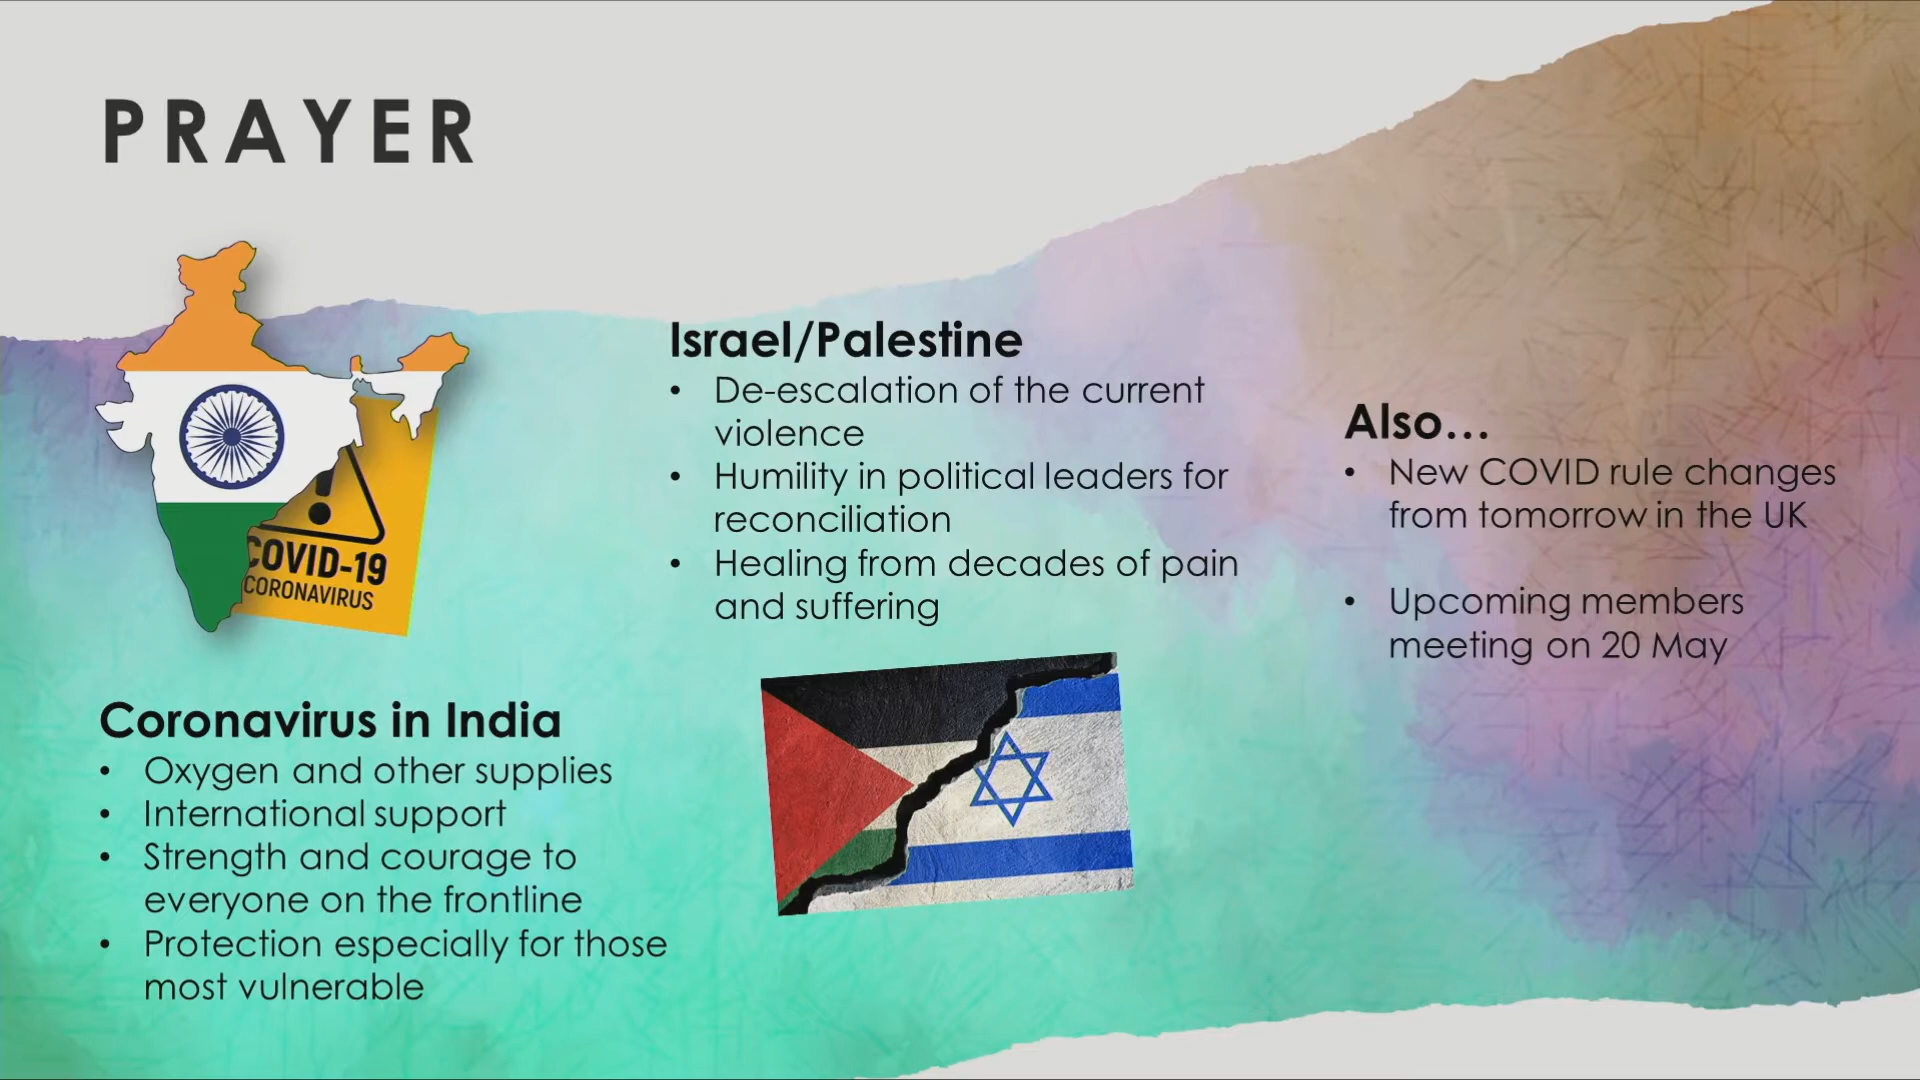 PRAYER
COVID-19
CORONAVIRUS
Coronavirus in India
• Oxygen and other supplies
• International support
• Strength and courage to
everyone on the frontline
• Protection especially for those
most vulnerable
Israel/Palestine
• De-escalation of the current
violence
• Humility in political leaders for
reconciliation
• Healing from decades of pain
and suffering
Also...
• New COVID rule changes
from tomorrow in the UK
• Upcoming members
meeting on 20 May